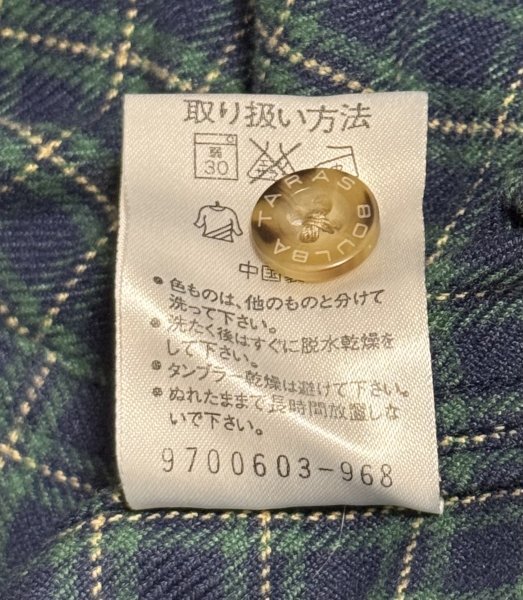 取り扱い方法
弱
30
TARAS BOULBA
中国製
● 色ものは、他のものと分けて
洗って下さい。
● 洗たく後はすぐに脱水乾燥を
して下さい。
● タンブラー乾燥は避けて下さい。
● ぬれたままで長時間放置しな
いで下さい。
9700603-968